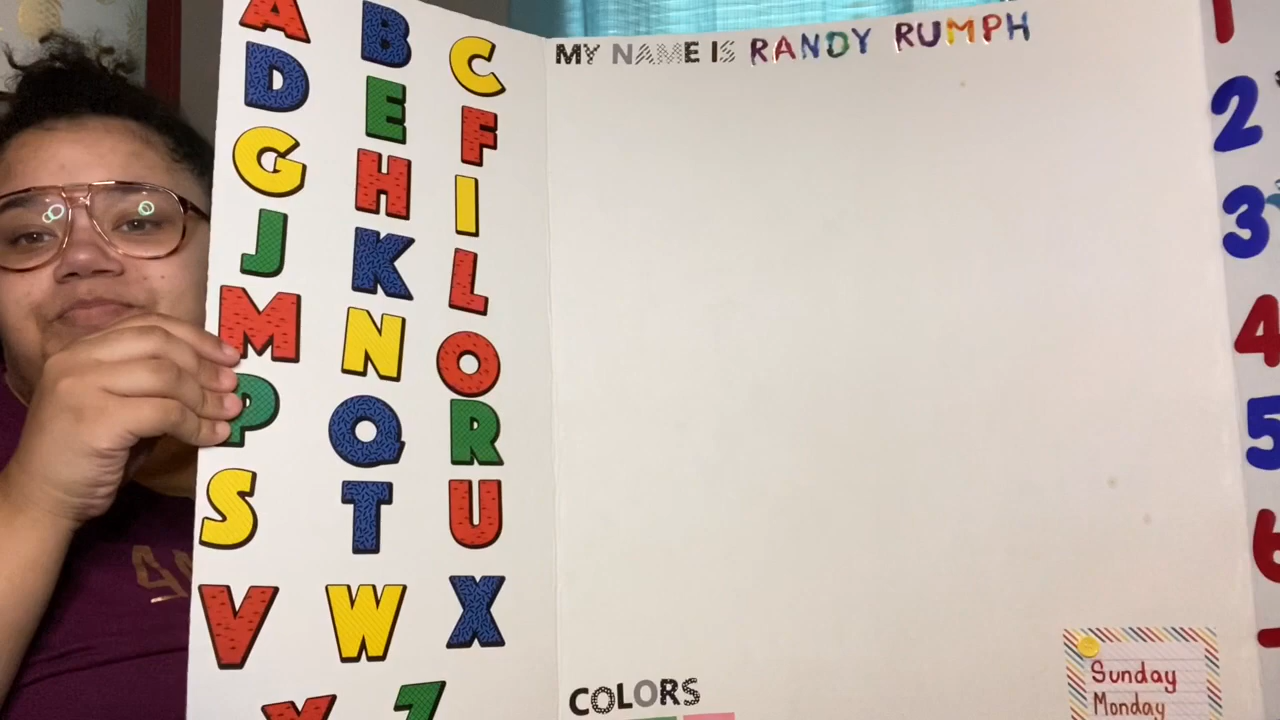 A B C
D E F
G H I
J K L
M N O
P Q R
S T U
V W X
Y Z
MY NAME IS RANDY RUMPH
COLORS
Sunday
Monday
1
2
3
4
5
6